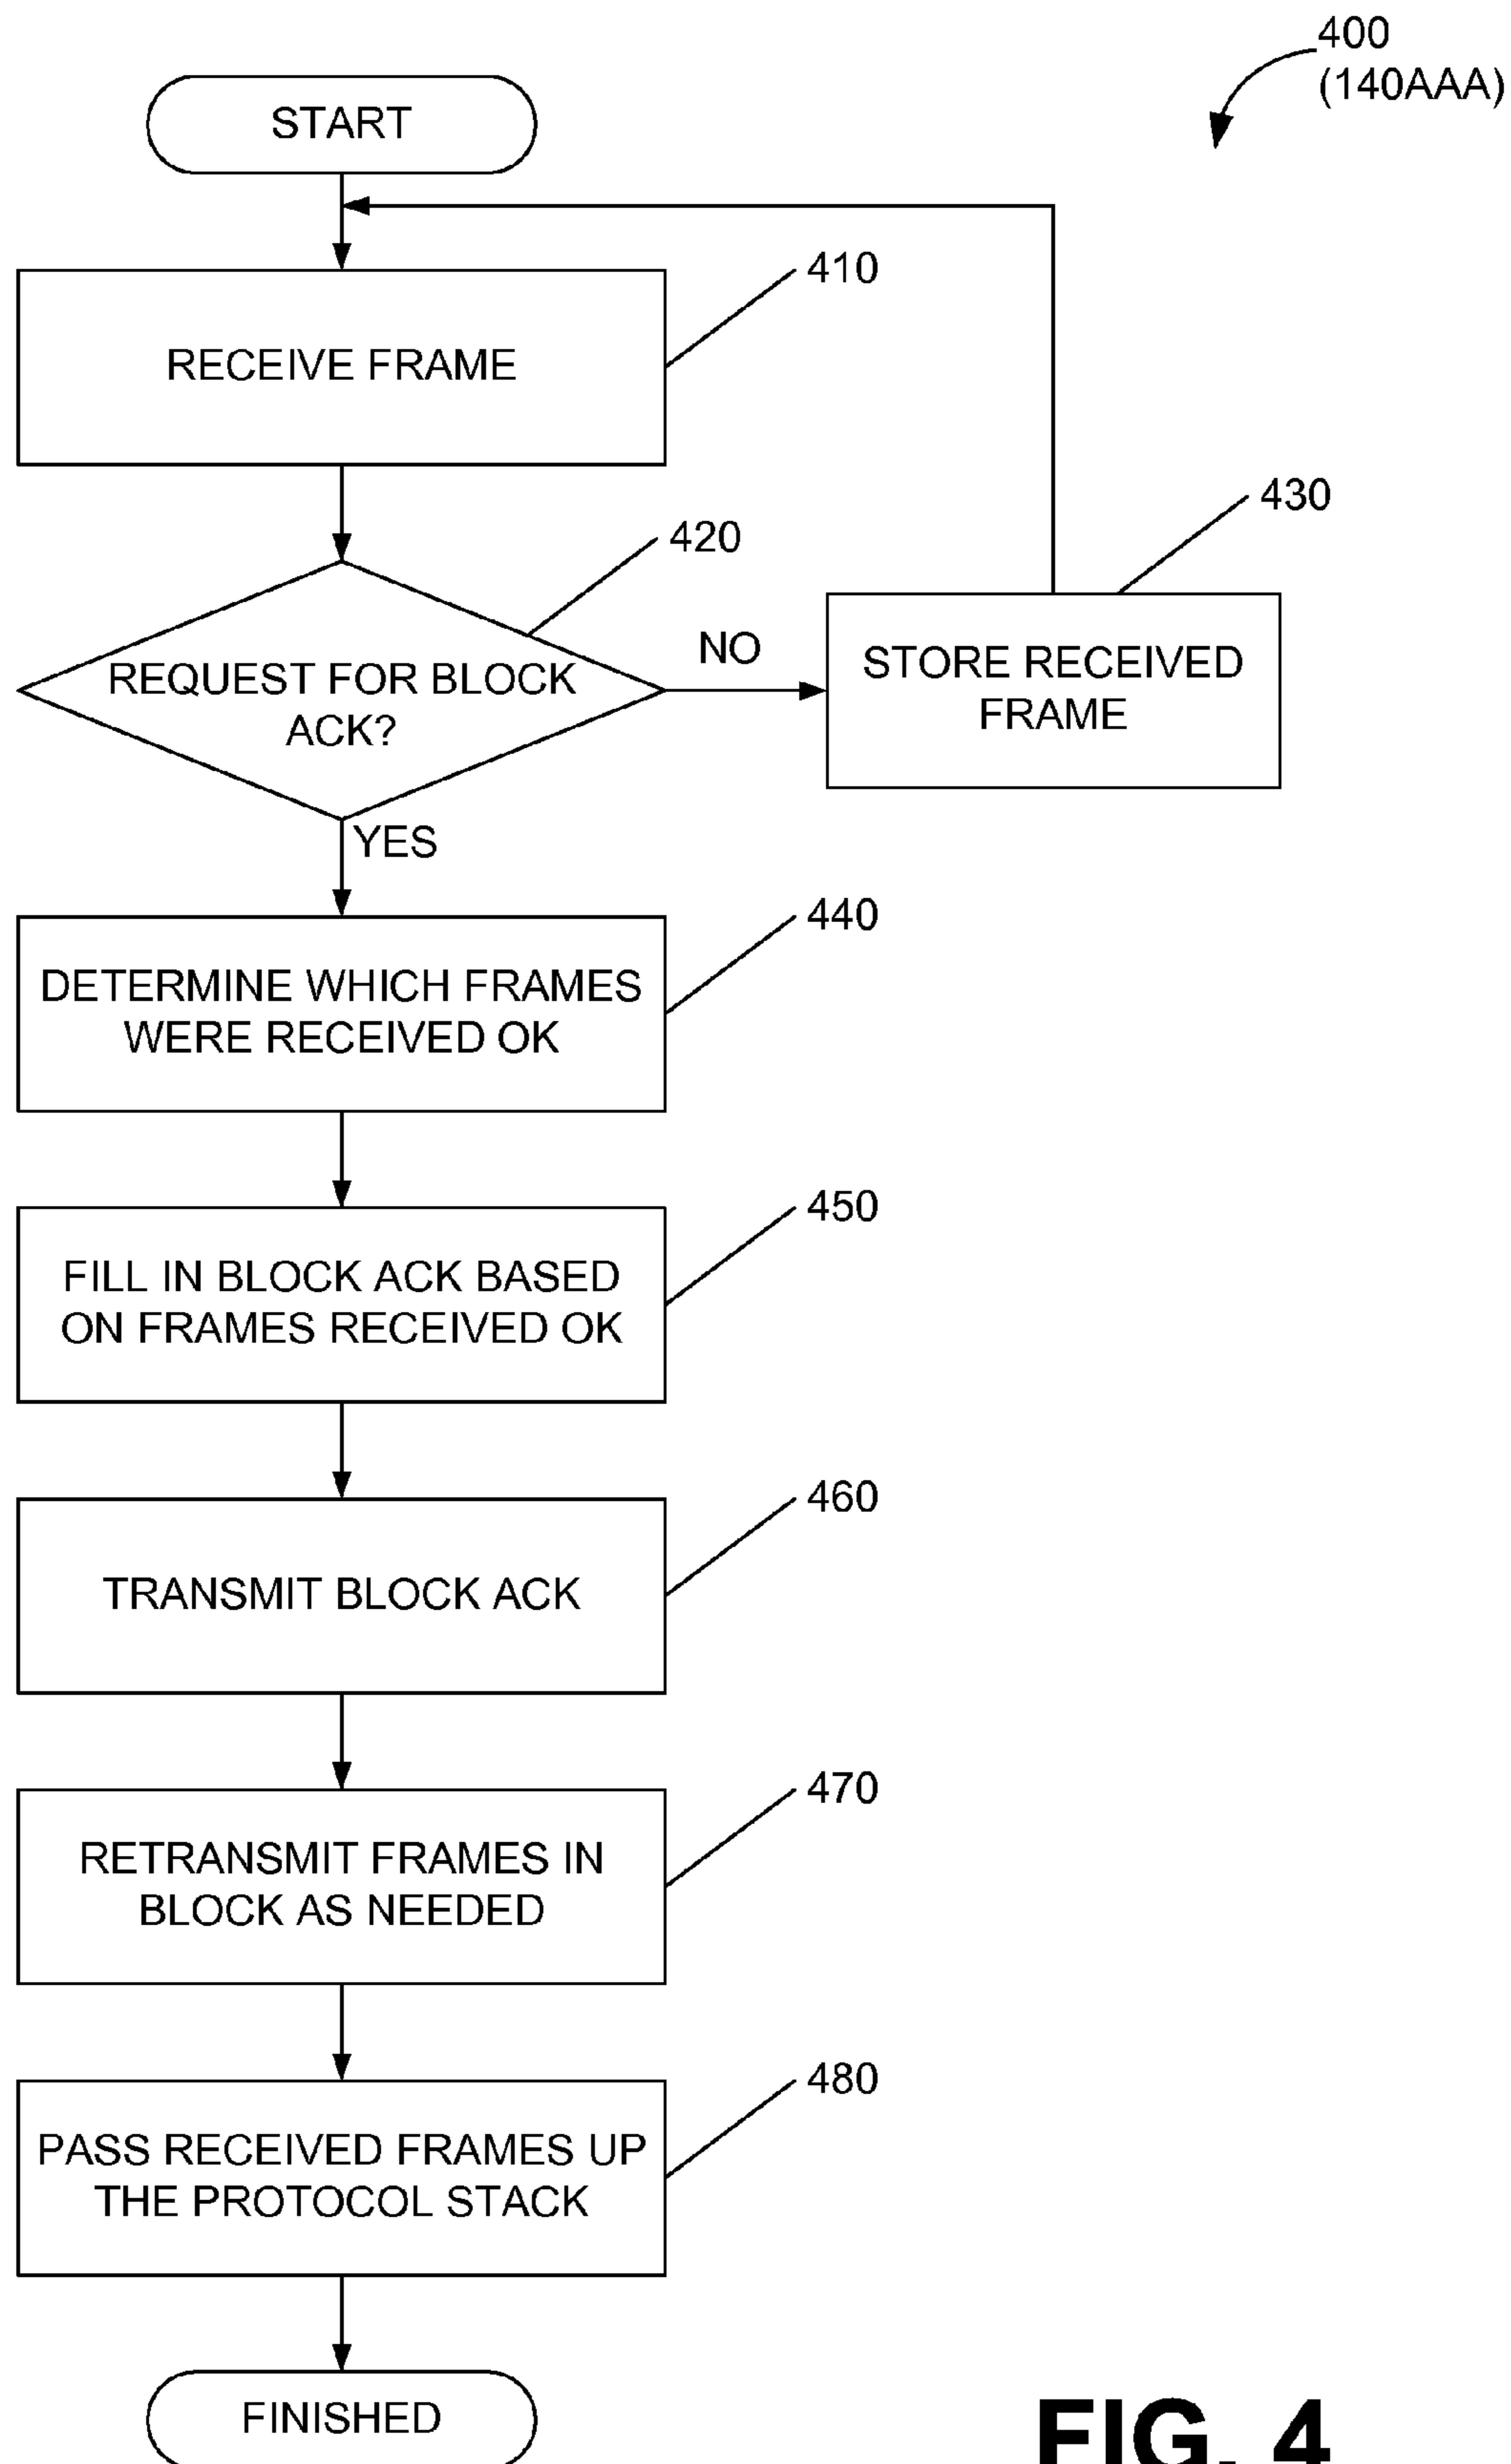 400
(140AAA)
START
410
RECEIVE FRAME
430
420
NO
REQUEST FOR BLOCK
ACK?
STORE RECEIVED
FRAME
YES
440
DETERMINE WHICH FRAMES
WERE RECEIVED OK
450
FILL IN BLOCK ACK BASED
ON FRAMES RECEIVED OK
460
TRANSMIT BLOCK ACK
470
RETRANSMIT FRAMES IN
BLOCK AS NEEDED
480
PASS RECEIVED FRAMES UP
THE PROTOCOL STACK
FINISHED
FIG. 4